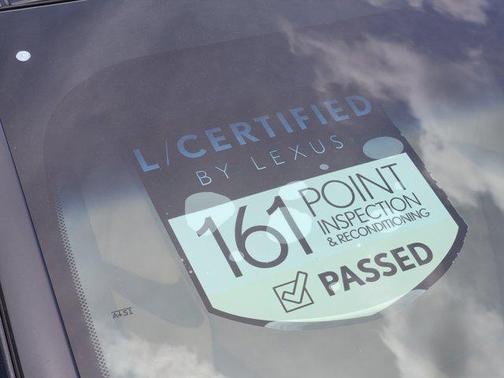 L/CERTIFIED
BY LEXUS
161 POINT
INSPECTION
& RECONDITIONING
PASSED